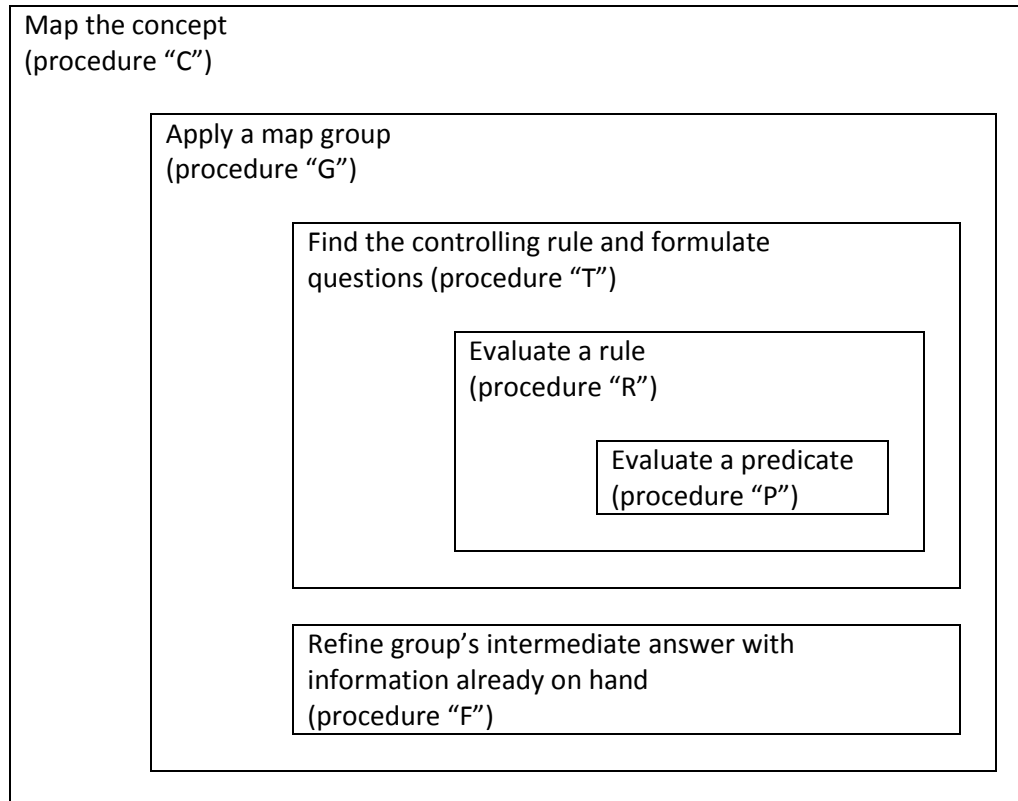 Map the concept
(procedure “C”)
Apply a map group
(procedure “G”)
Find the controlling rule and formulate
questions (procedure “T”)
Evaluate a rule
(procedure “R”)
Evaluate a predicate
(procedure “P”)
Refine group’s intermediate answer with
information already on hand
(procedure “F”)